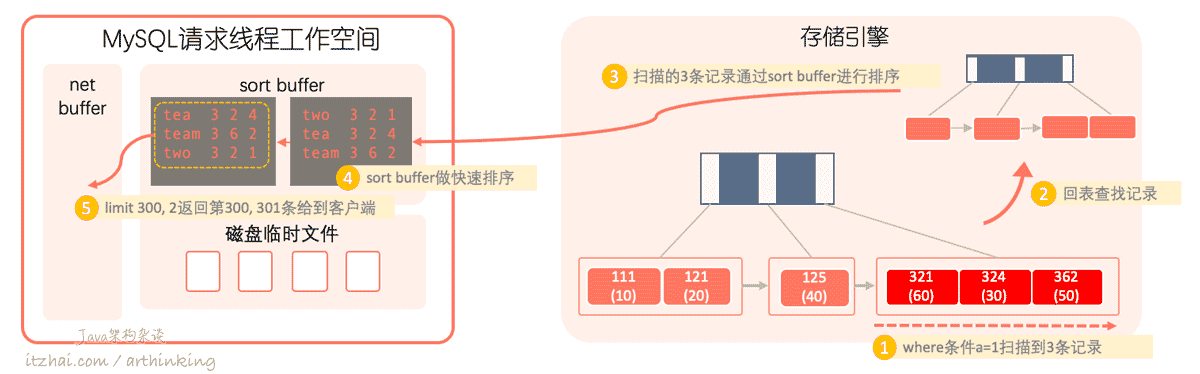 MySQL请求线程工作空间
net
buffer
sort buffer
tea 3 2 4
team 3 6 2
two 3 2 1
two 3 2 1
tea 3 2 4
team 3 6 2
4 sort buffer做快速排序
5 limit 300, 2返回第300, 301条给到客户端
磁盘临时文件
Java架构杂谈
itzhai.com / arthinking
存储引擎
3 扫描的3条记录通过sort buffer进行排序
2 回表查找记录
111
(10)
121
(20)
125
(40)
321
(60)
324
(30)
362
(50)
1 where条件a=1扫描到3条记录